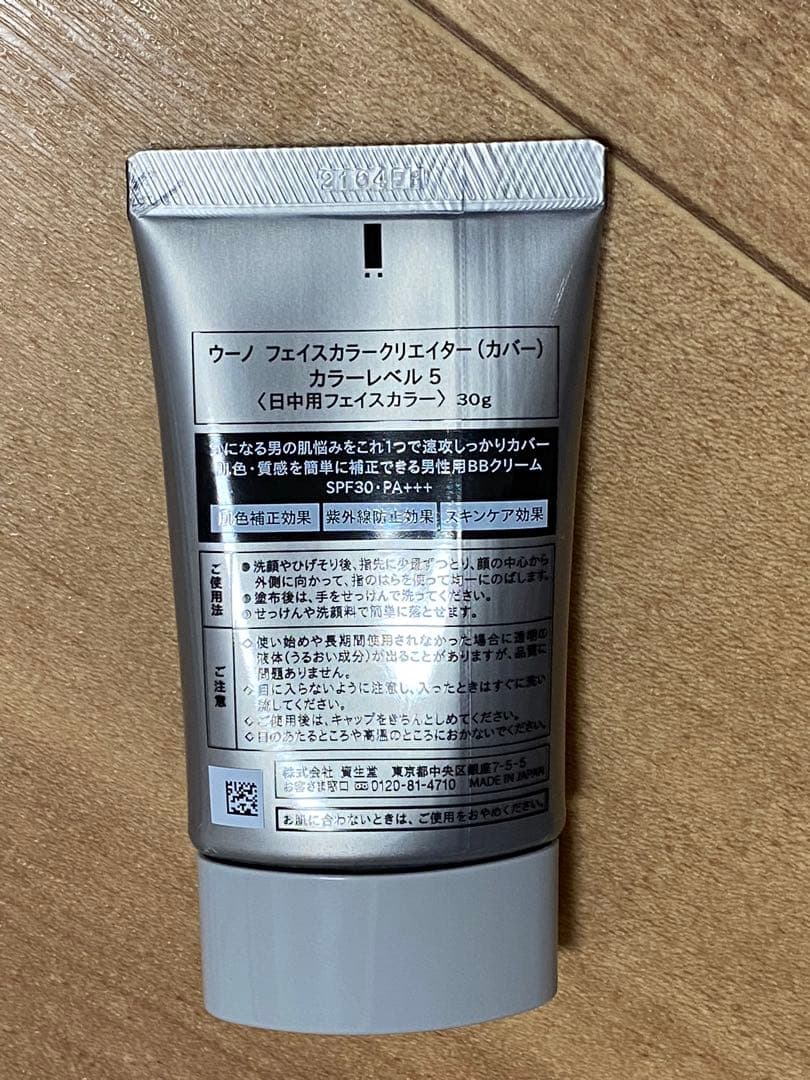 2164EH
ウーノ フェイスカラークリエイター(カバー)
カラーレベル 5
〈日中用フェイスカラー〉 30g
気になる男の肌悩みをこれ1つで速攻しっかりカバー
肌色・質感を簡単に補正できる男性用BBクリーム
SPF30・PA+++
肌色補正効果 紫外線防止効果 スキンケア効果
ご使用法
❶洗顔やひげそり後、指先に少量ずつとり、顔の中心から
外側に向かって、指のはらを使って均一にのばします。
❷塗布後は、手をせっけんで洗ってください。
❸せっけんや洗顔料で簡単に落とせます。
ご注意
◇使い始めや長期間使用されなかった場合に透明の
液体(うるおい成分)が出ることがありますが、品質に
問題ありません。
◇目に入らないように注意し、入ったときはすぐに洗い
流してください。
◇ご使用後は、キャップをきちんとしめてください。
◇日のあたるところや高温のところにおかないでください。
株式会社 資生堂 東京都中央区銀座7-5-5
お客さま窓口 0120-81-4710 MADE IN JAPAN
お肌に合わないときは、ご使用をおやめください。